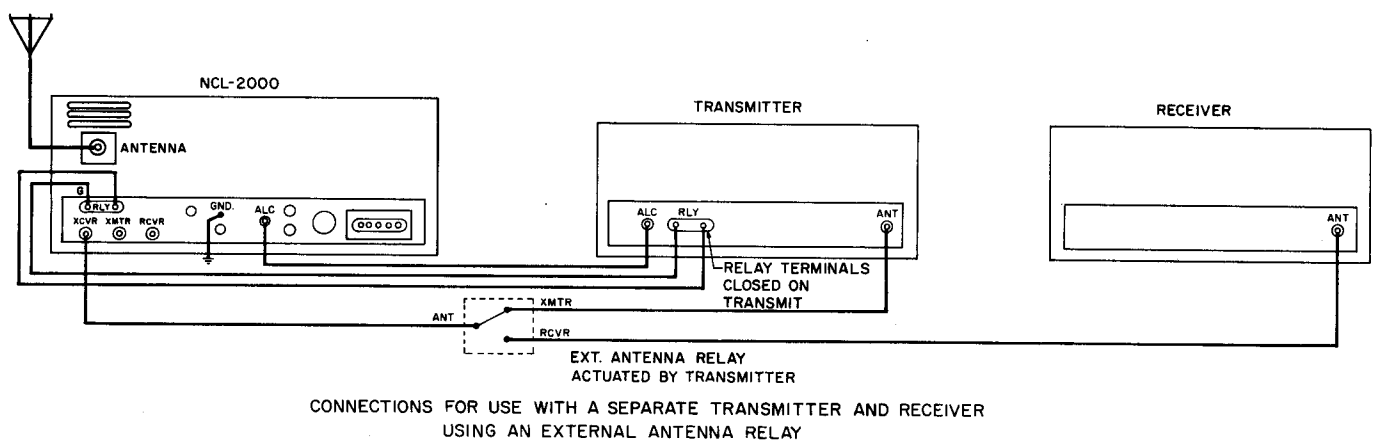 NCL-2000
TRANSMITTER
RECEIVER
ANTENNA
G
RLY
GND.
ALC
XCVR XMTR RCVR
ALC RLY ANT
ANT
RELAY TERMINALS
CLOSED ON
TRANSMIT
XMTR
ANT
RCVR
EXT. ANTENNA RELAY
ACTUATED BY TRANSMITTER
CONNECTIONS FOR USE WITH A SEPARATE TRANSMITTER AND RECEIVER
USING AN EXTERNAL ANTENNA RELAY